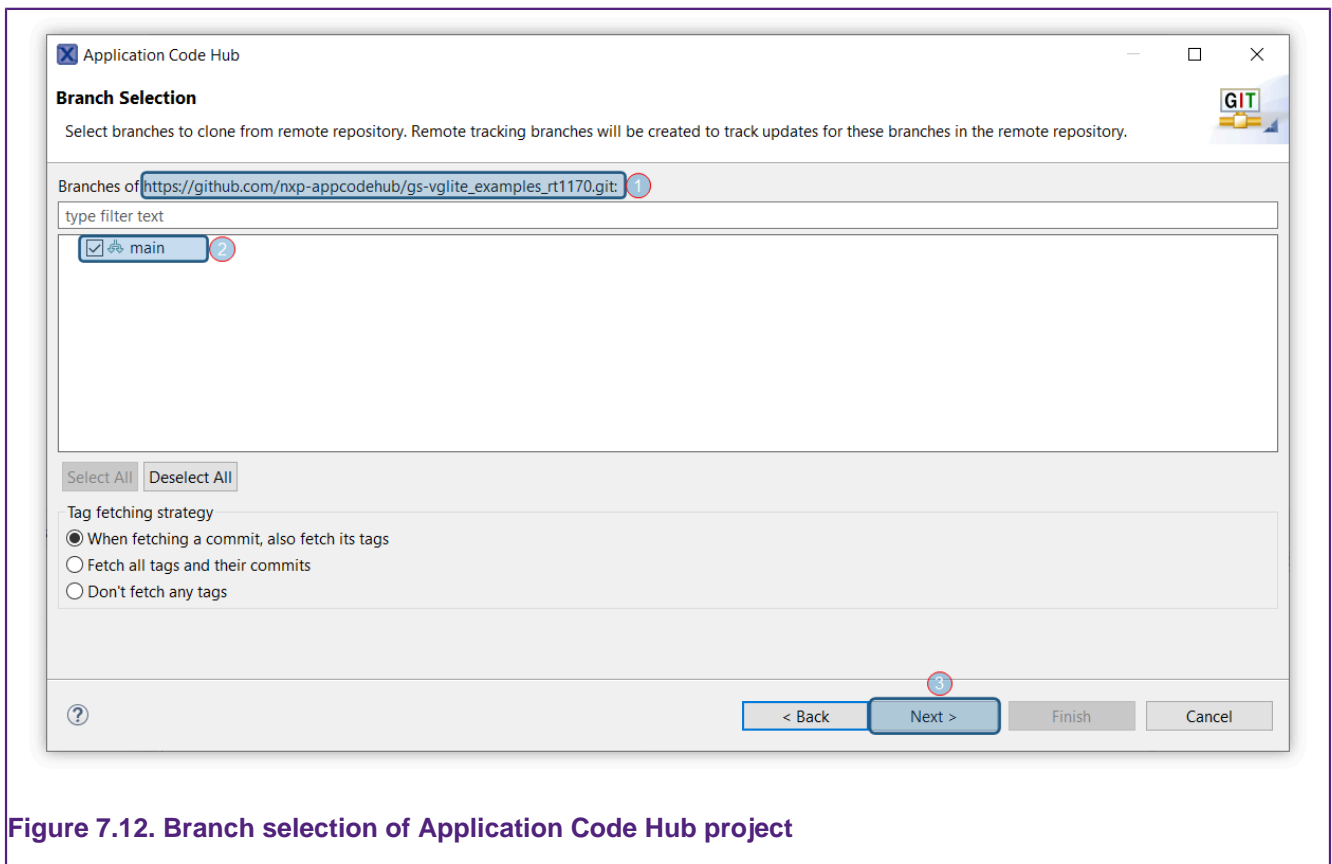 Application Code Hub
Branch Selection
GIT
Select branches to clone from remote repository. Remote tracking branches will be created to track updates for these branches in the remote repository.
Branches of https://github.com/nxp-appcodehub/gs-vglite_examples_rt1170.git: 1
type filter text
main 2
Select All Deselect All
Tag fetching strategy
When fetching a commit, also fetch its tags
Fetch all tags and their commits
Don't fetch any tags
3
? < Back Next > Finish Cancel
Figure 7.12. Branch selection of Application Code Hub project